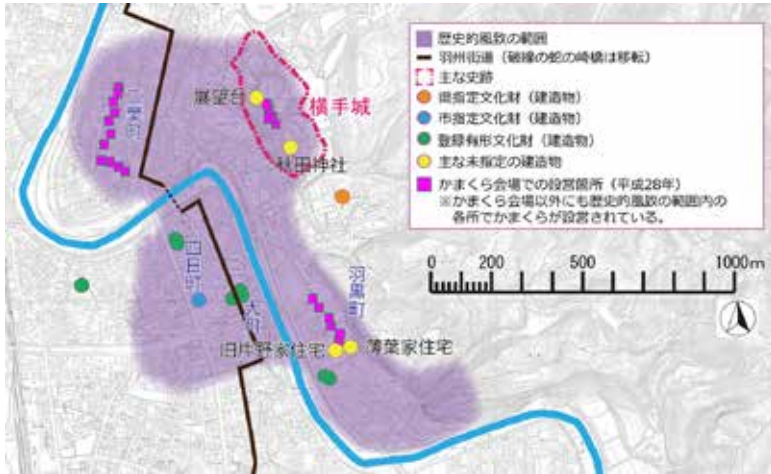 歴史的風致の範囲
羽州街道（破線の蛇の崎橋は移転）
主な史跡
県指定文化財（建造物）
市指定文化財（建造物）
登録有形文化財（建造物）
主な未指定の建造物
かまくら会場での設営箇所（平成28年）
※かまくら会場以外にも歴史的風致の範囲内の
各所でかまくらが設営されている。
0 200 500 1000m
展望台
横手城
秋田神社
二葉町
四日町
大町
羽黒町
旧片野家住宅
薄葉家住宅